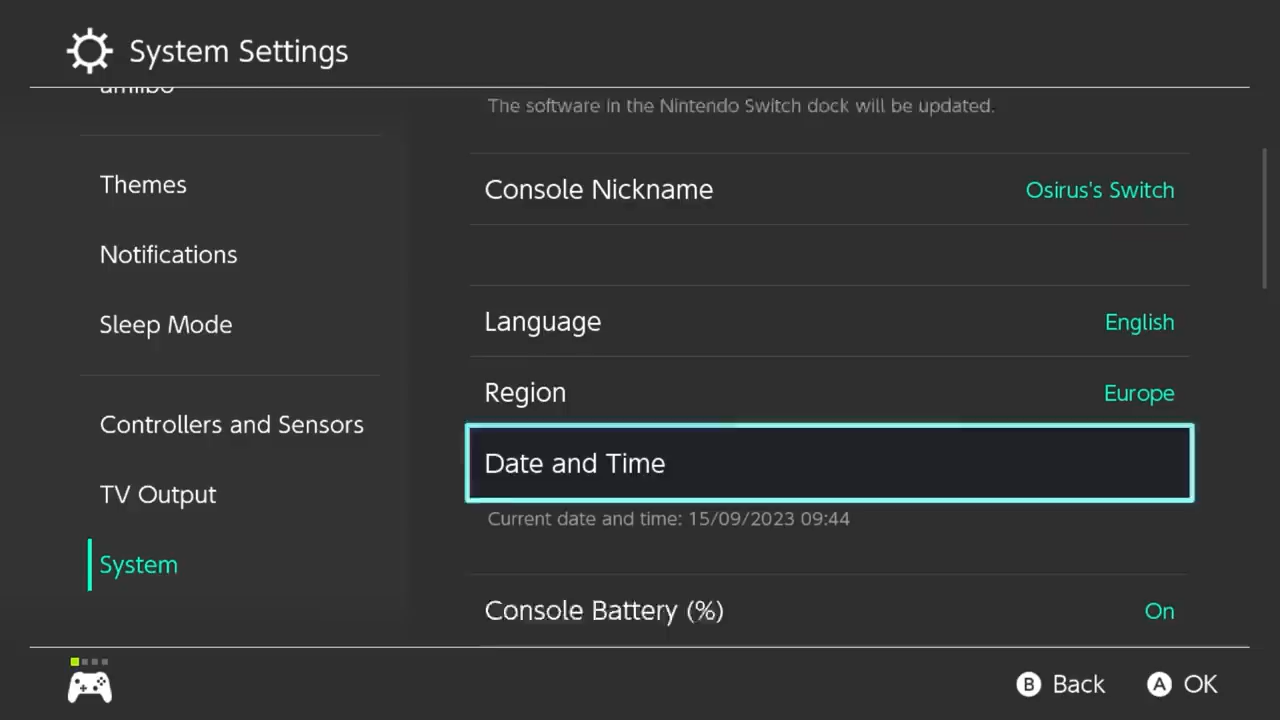 System Settings
amiibo
Themes
Notifications
Sleep Mode
Controllers and Sensors
TV Output
System
The software in the Nintendo Switch dock will be updated.
Console Nickname Osirus's Switch
Language English
Region Europe
Date and Time
Current date and time: 15/09/2023 09:44
Console Battery (%) On
B Back A OK